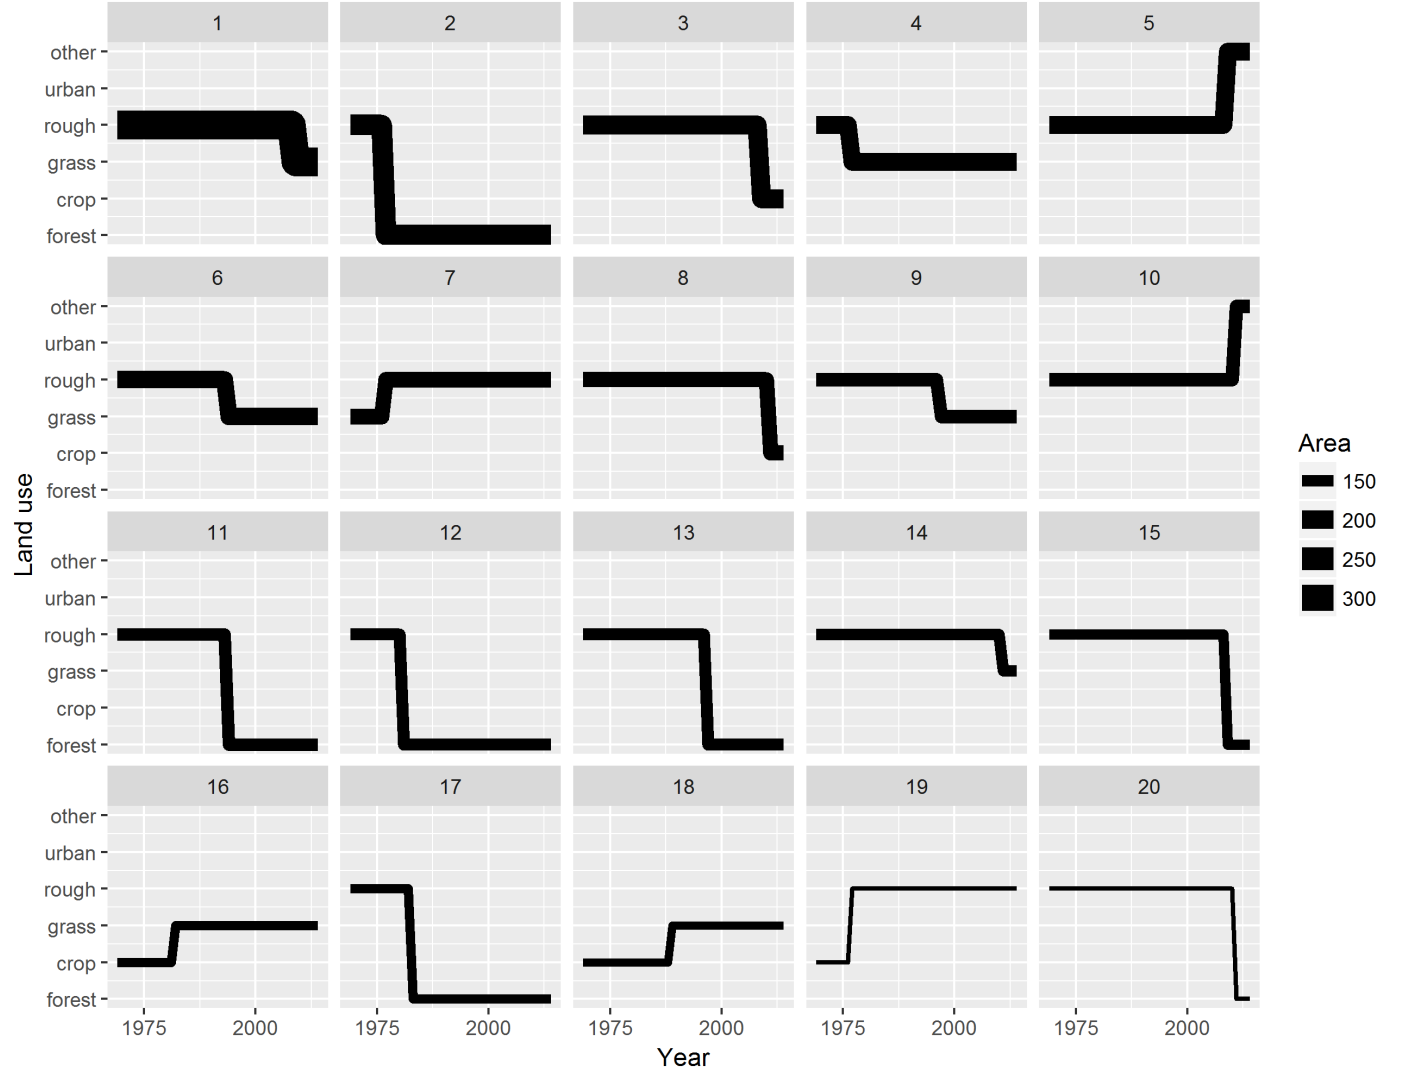 1 2 3 4 5
other
urban
rough
grass
crop
forest
6 7 8 9 10
other
urban
rough
grass
crop
forest
11 12 13 14 15
other
urban
rough
grass
crop
forest
16 17 18 19 20
other
urban
rough
grass
crop
forest
1975 2000 1975 2000 1975 2000 1975 2000 1975 2000
Year
Land use
Area
150
200
250
300